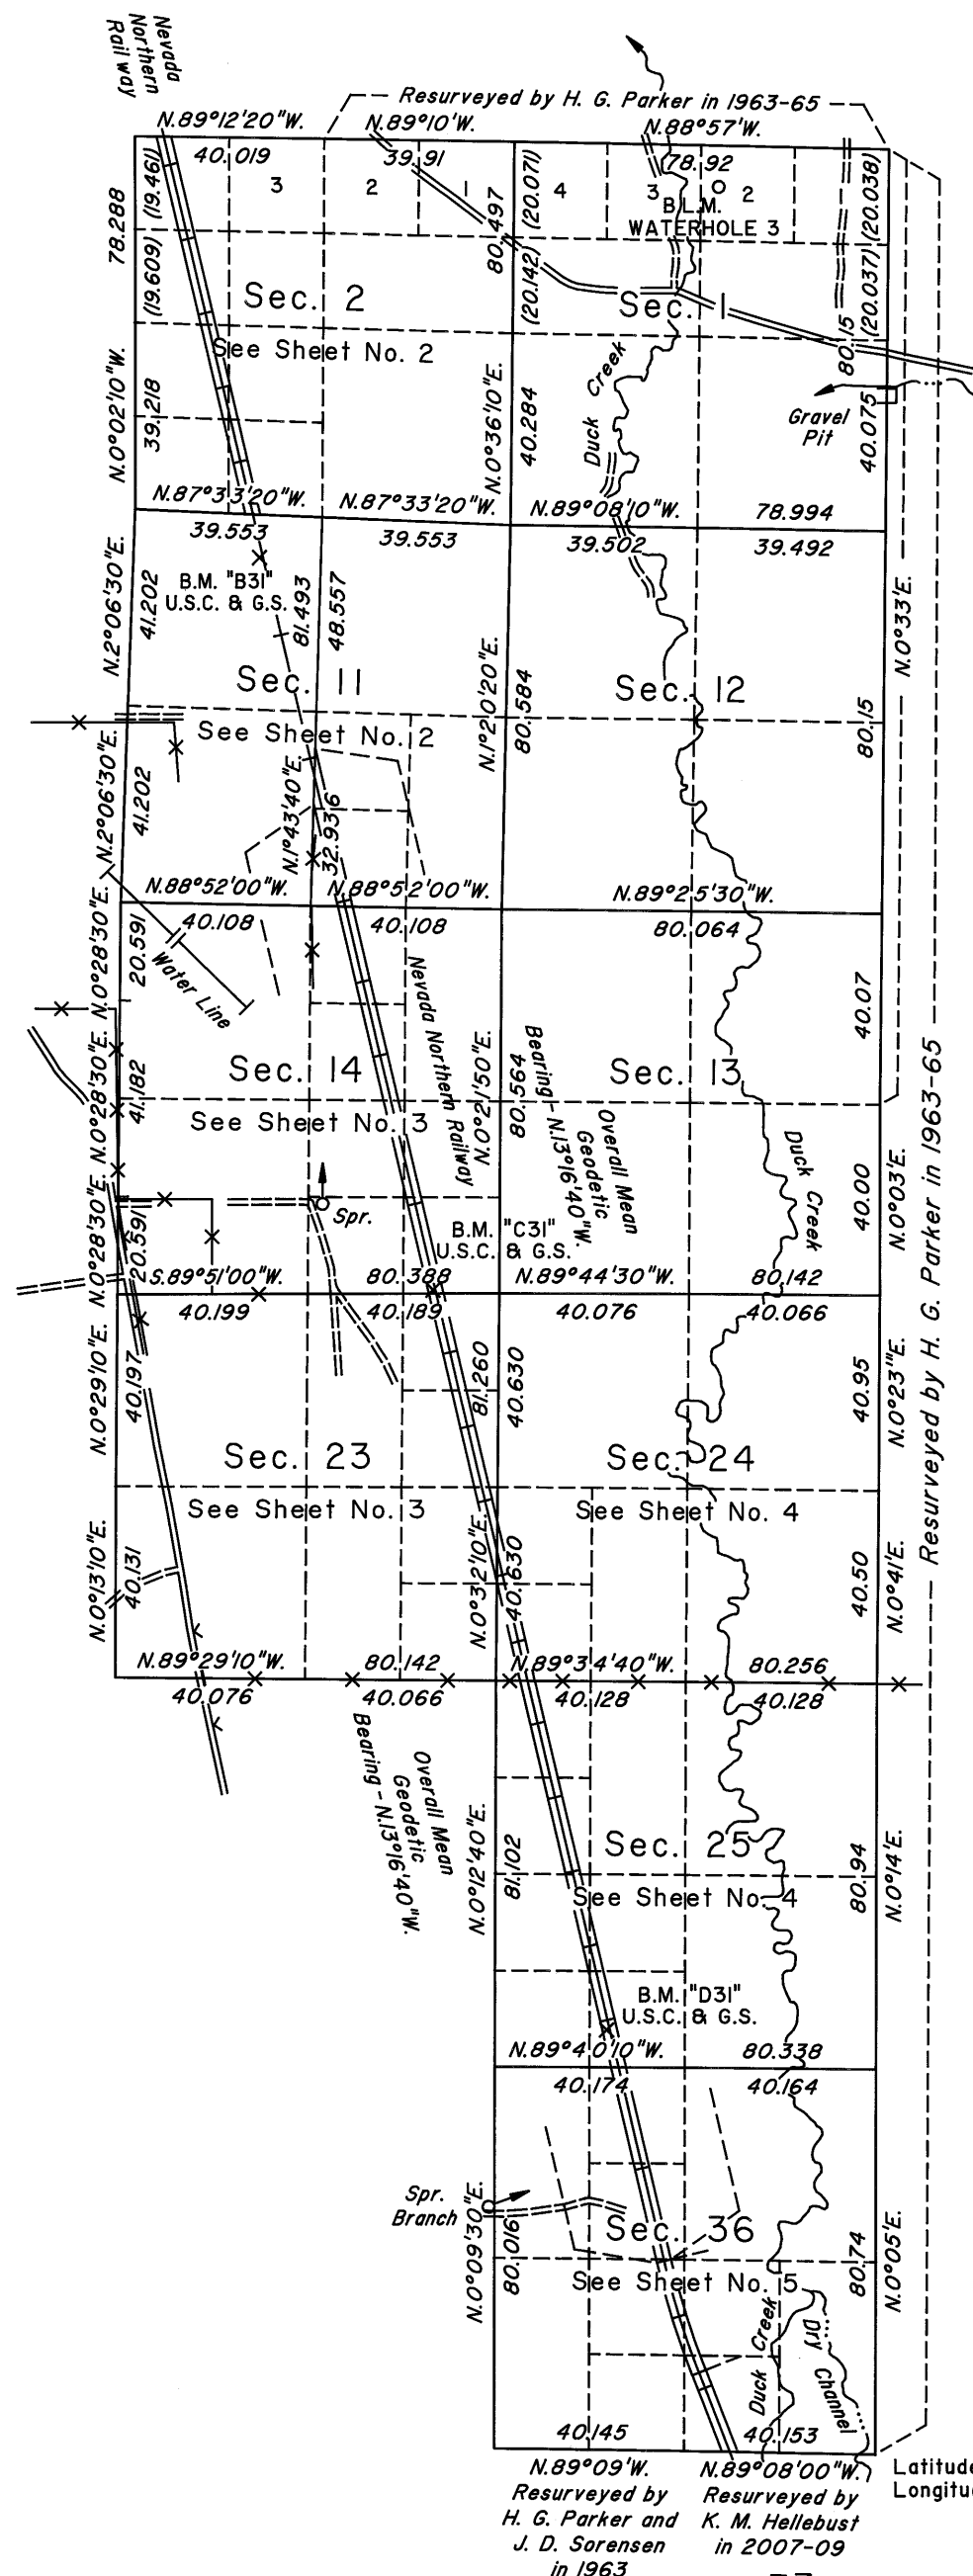 Nevada
Northern
Railway
Resurveyed by H. G. Parker in 1963-65
N.89°12'20"W.
N.89°10'W.
N.88°57'W.
40.019
39.91
78.92
78.288
(19.461)
3
2
1
80.497
(20.071)
4
3
2
(20.038)
B.L.M.
WATERHOLE 3
80.15
(19.609)
(20.142)
(20.037)
Sec. 2
Sec. 1
See Sheet No. 2
80.15
N.0°02'10"W.
39.218
N.0°36'10"E.
40.284
Duck Creek
Gravel
Pit
40.075
N.87°33'20"W.
N.87°33'20"W.
N.89°08'10"W.
78.994
39.553
39.553
39.502
39.492
N.2°06'30"E.
41.202
B.M. "B31"
U.S.C. & G.S.
81.493
48.557
N.0°33'E.
Sec. 11
Sec. 12
N.1°20'20"E.
80.584
80.15
See Sheet No. 2
N.2°06'30"E.
41.202
N.1°43'40"E.
32.936
N.88°52'00"W.
N.88°52'00"W.
N.89°25'30"W.
40.108
40.108
80.064
N.0°28'30"E.
20.591
Water Line
Nevada Northern Railway
40.07
N.0°28'30"E.
41.182
Sec. 14
N.0°21'50"E.
80.564
Sec. 13
See Sheet No. 3
Overall Mean
Geodetic
Bearing - N.13°16'40"W.
Duck Creek
Resurveyed by H. G. Parker in 1963-65
N.0°28'30"E.
20.591
Spr.
B.M. "C31"
U.S.C. & G.S.
40.00
N.0°03'E.
S.89°51'00"W.
80.388
N.89°44'30"W.
80.142
40.199
40.189
40.076
40.066
N.0°29'10"E.
40.197
81.260
40.630
40.95
N.0°23'"E.
Sec. 23
Sec. 24
See Sheet No. 3
See Sheet No. 4
N.0°13'10"E.
40.131
N.0°32'10"E.
40.630
40.50
N.0°41'E.
N.89°29'10"W.
80.142
N.89°34'40"W.
80.256
40.076
40.066
40.128
40.128
Overall Mean
Geodetic
Bearing - N.13°16'40"W.
N.0°12'40"E.
81.102
Sec. 25
80.94
N.0°14'E.
See Sheet No. 4
B.M. "D31"
U.S.C. & G.S.
N.89°40'10"W.
80.338
40.174
40.164
Spr.
Branch
N.0°09'30"E.
80.016
Sec. 36
80.74
N.0°05'E.
See Sheet No. 5
Duck Creek
Dry Channel
40.145
40.153
N.89°09'W.
N.89°08'00"W.
Latitude
Longitu
Resurveyed by
H. G. Parker and
J. D. Sorensen
in 1963
Resurveyed by
K. M. Hellebust
in 2007-09